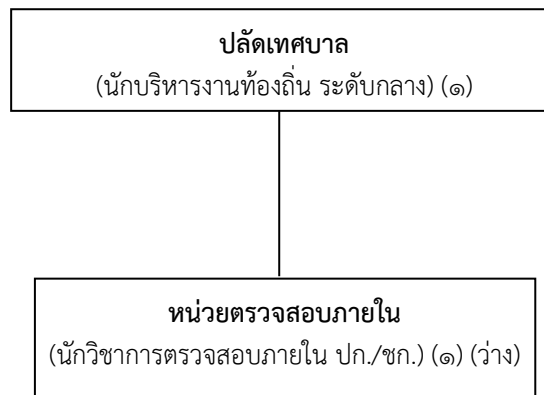 ปลัดเทศบาล
(นักบริหารงานท้องถิ่น ระดับกลาง) (๑)
หน่วยตรวจสอบภายใน
(นักวิชาการตรวจสอบภายใน ปก./ชก.) (๑) (ว่าง)